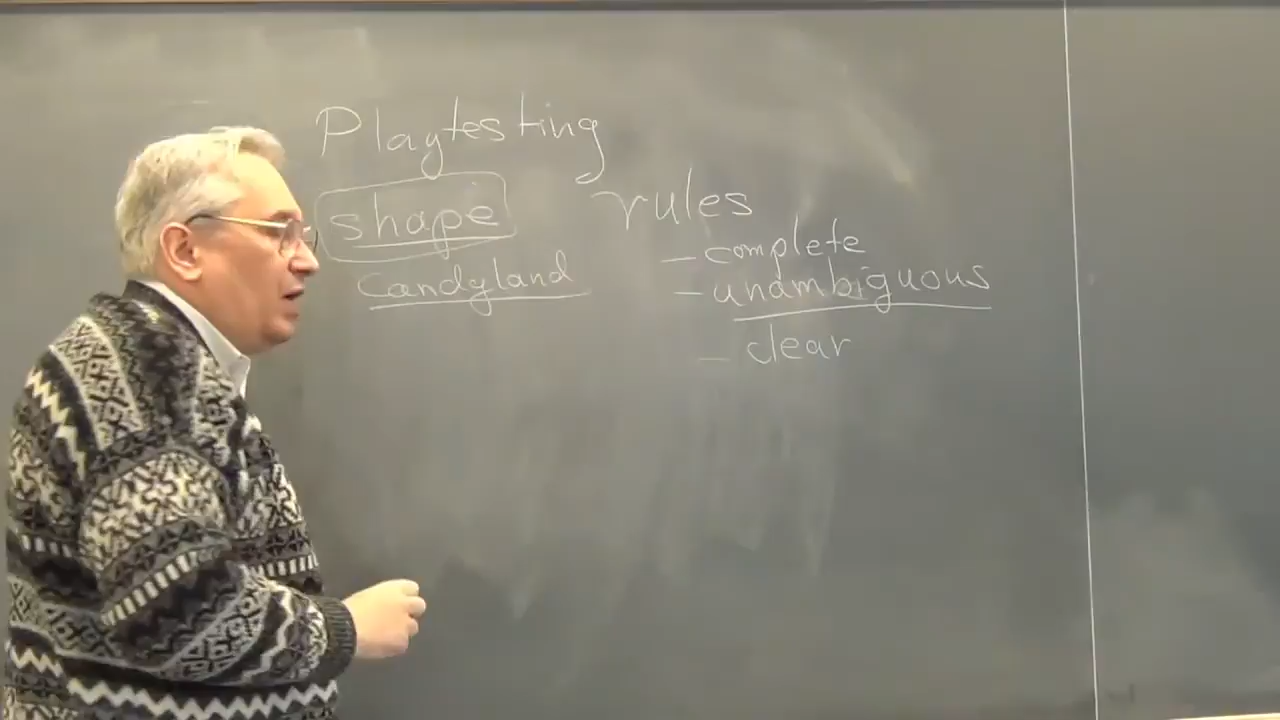 Playtesting
shape
Candyland
rules
- complete
- unambiguous
- clear